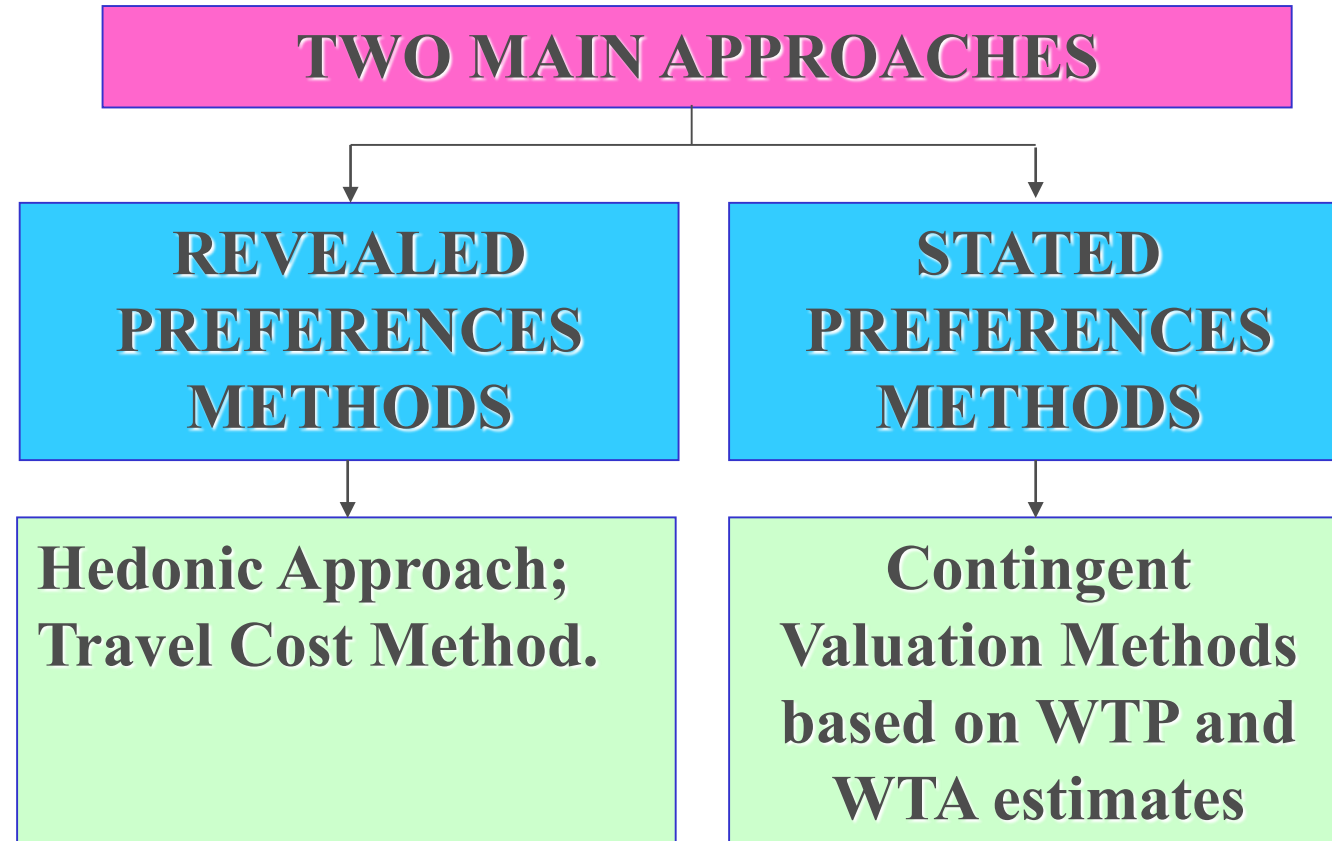 TWO MAIN APPROACHES
REVEALED
PREFERENCES
METHODS
STATED
PREFERENCES
METHODS
Hedonic Approach;
Travel Cost Method.
Contingent
Valuation Methods
based on WTP and
WTA estimates